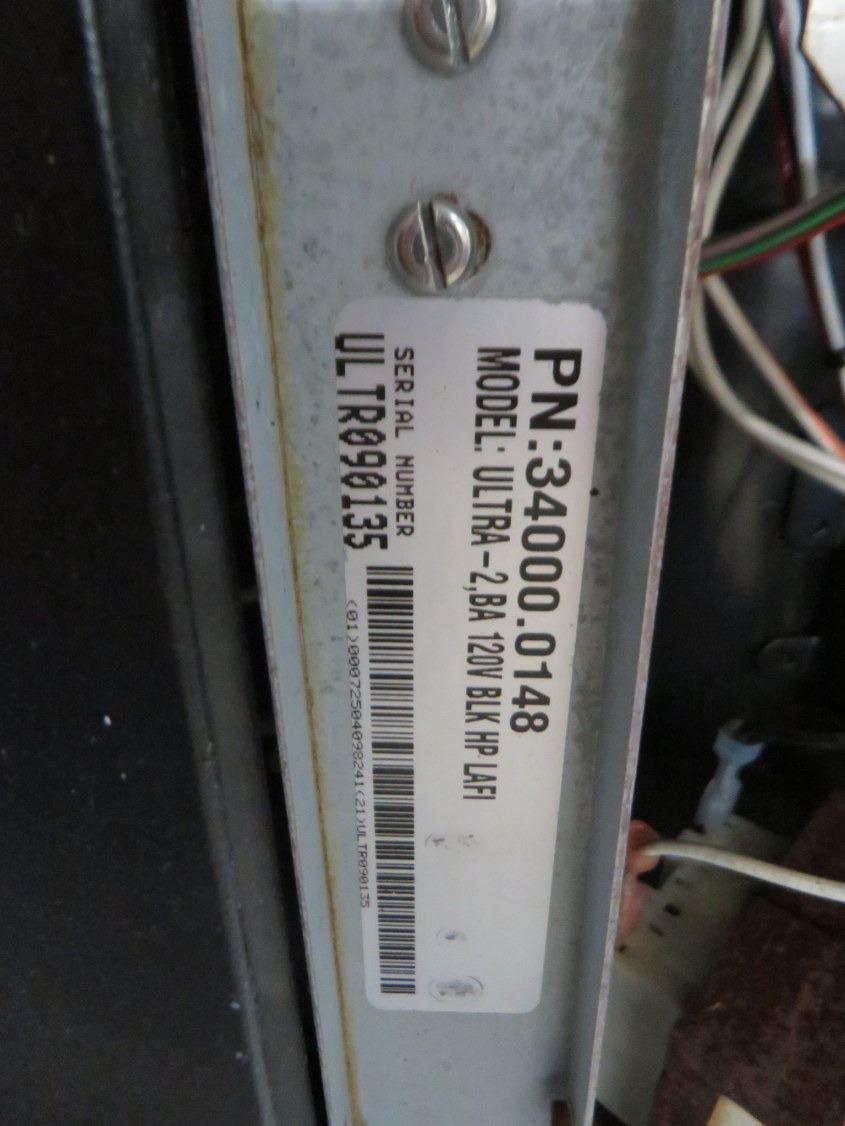 PN:34000.0148
MODEL: ULTRA-2,BA 120V BLK HP LAFI
SERIAL NUMBER
ULTR090135
(01)00072504098241(21)ULTR090135